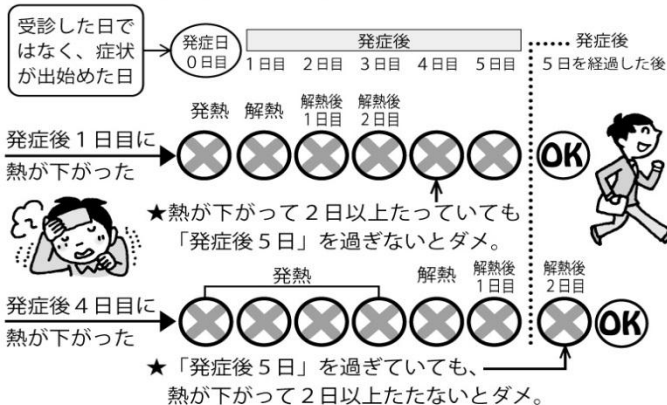 受診した日で
はなく、症状
が出始めた日
発症日
0日目
発症後
1日目 2日目 3日目 4日目 5日目
発症後
5日を経過した後
発熱 解熱 解熱後1日目 解熱後2日目
発症後1日目に
熱が下がった
OK
★熱が下がって2日以上たっていても
「発症後5日」を過ぎないとダメ。
発熱 解熱 解熱後1日目 解熱後2日目
発症後4日目に
熱が下がった
OK
★「発症後5日」を過ぎていても、
熱が下がって2日以上たたないとダメ。